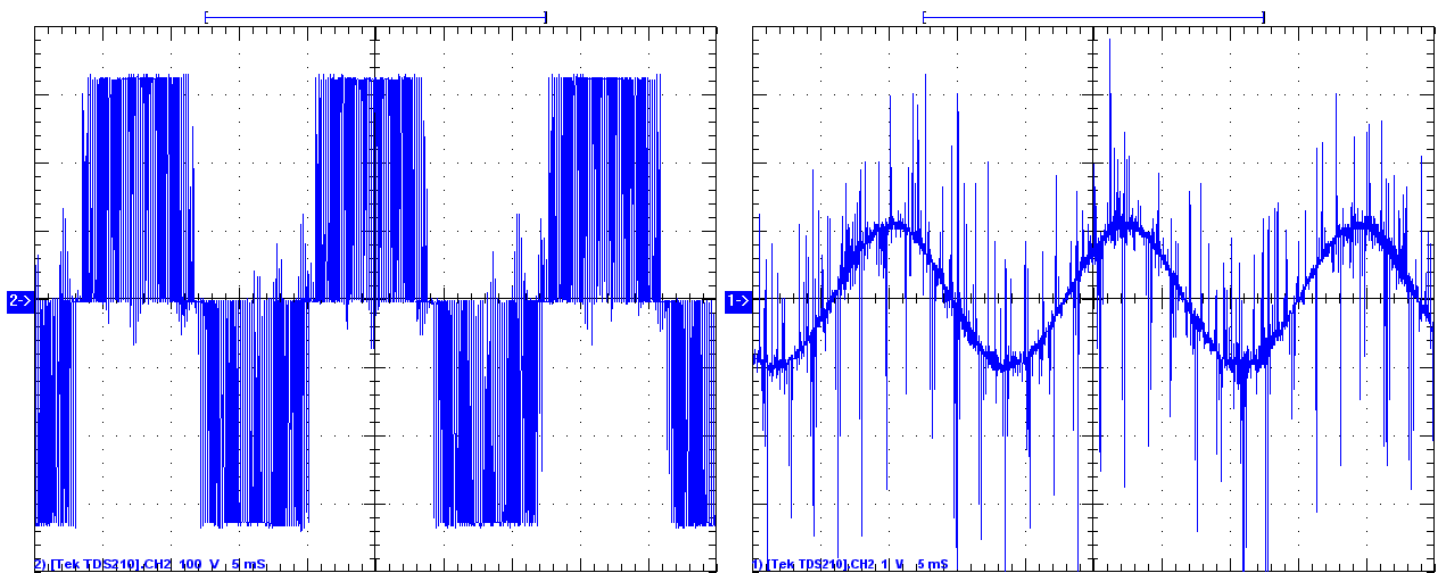 2->
2) [Tek TDS210].CH2 100 V 5 mS
1->
1) [Tek TDS210].CH2 1 V 5 mS